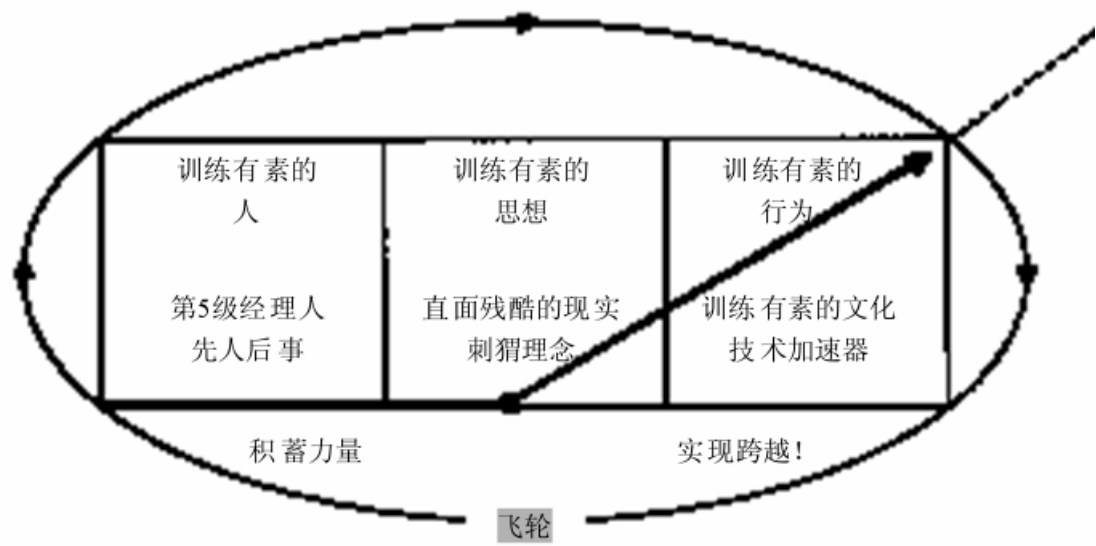 训练有素的
人
训练有素的
思想
训练有素的
行为
第5级经理人
先人后事
直面残酷的现实
刺猬理念
训练有素的文化
技术加速器
积蓄力量
实现跨越!
飞轮